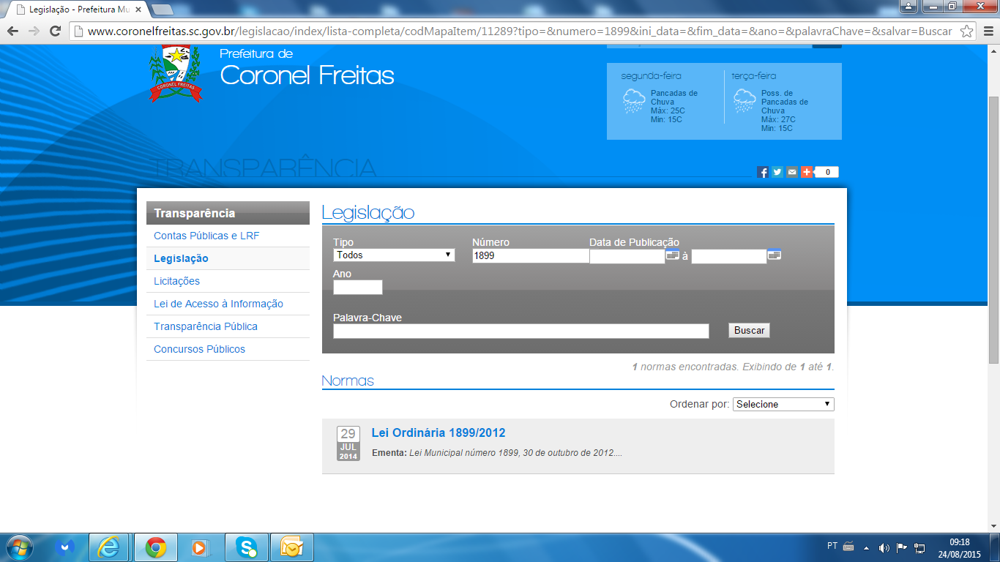 Legislação - Prefeitura Mu
www.coronelfreitas.sc.gov.br/legislacao/index/lista-completa/codMapaItem/11289?tipo=&numero=1899&ini_data=&fim_data=&ano=&palavraChave=&salvar=Buscar
Prefeitura de
Coronel Freitas
CORONEL FREITAS
segunda-feira
Pancadas de
Chuva
Máx: 25C
Min: 15C
terça-feira
Poss. de
Pancadas de
Chuva
Máx: 27C
Min: 15C
TRANSPARÊNCIA
0
Transparência
Contas Públicas e LRF
Legislação
Licitações
Lei de Acesso à Informação
Transparência Pública
Concursos Públicos
Legislação
Tipo
Todos
Número
1899
Data de Publicação
à
Ano
Palavra-Chave
Buscar
1 normas encontradas. Exibindo de 1 até 1.
Normas
Ordenar por: Selecione
29
JUL
2014
Lei Ordinária 1899/2012
Ementa: Lei Municipal número 1899, 30 de outubro de 2012....
PT
09:18
24/08/2015